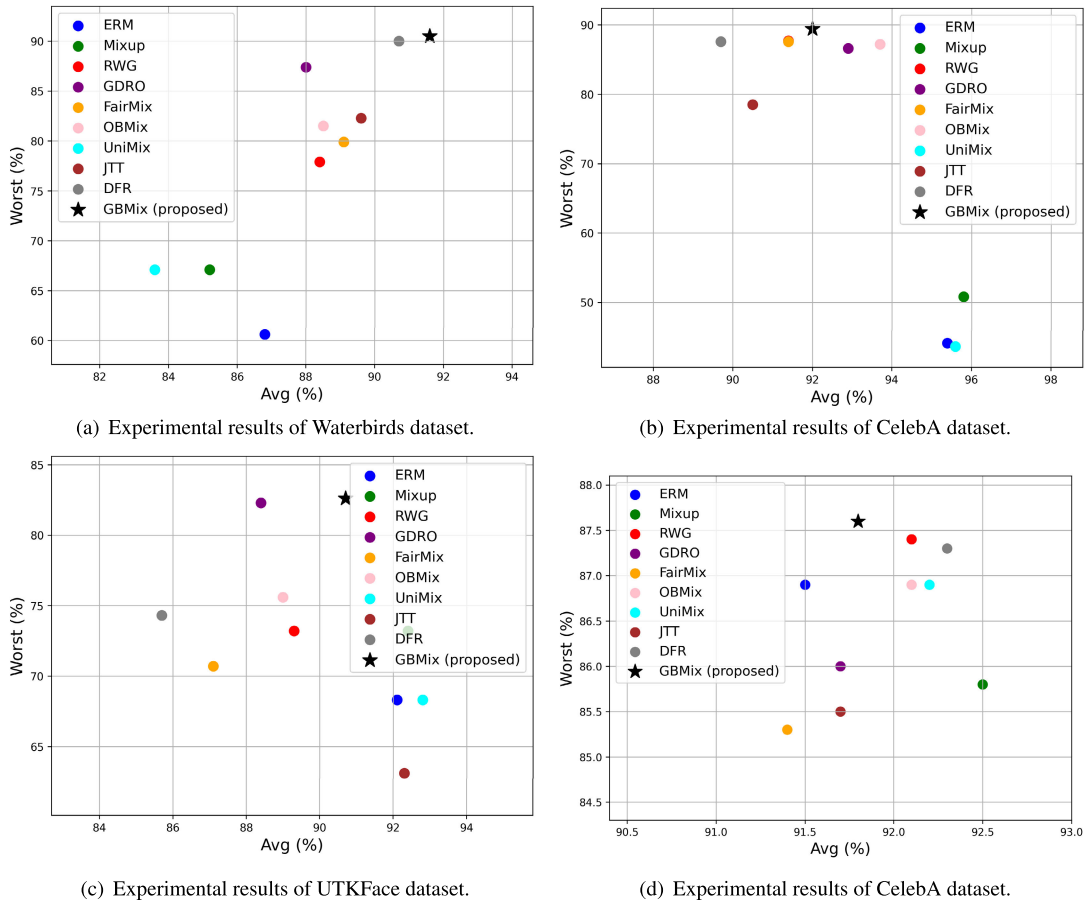 ERM
Mixup
RWG
GDRO
FairMix
OBMix
UniMix
JTT
DFR
GBMix (proposed)
90
85
80
75
70
65
60
Worst (%)
82 84 86 88 90 92 94
Avg (%)
(a) Experimental results of Waterbirds dataset.
ERM
Mixup
RWG
GDRO
FairMix
OBMix
UniMix
JTT
DFR
GBMix (proposed)
90
80
70
60
50
Worst (%)
88 90 92 94 96 98
Avg (%)
(b) Experimental results of CelebA dataset.
ERM
Mixup
RWG
GDRO
FairMix
OBMix
UniMix
JTT
DFR
GBMix (proposed)
85
80
75
70
65
Worst (%)
84 86 88 90 92 94
Avg (%)
(c) Experimental results of UTKFace dataset.
ERM
Mixup
RWG
GDRO
FairMix
OBMix
UniMix
JTT
DFR
GBMix (proposed)
88.0
87.5
87.0
86.5
86.0
85.5
85.0
84.5
Worst (%)
90.5 91.0 91.5 92.0 92.5 93.0
Avg (%)
(d) Experimental results of CelebA dataset.